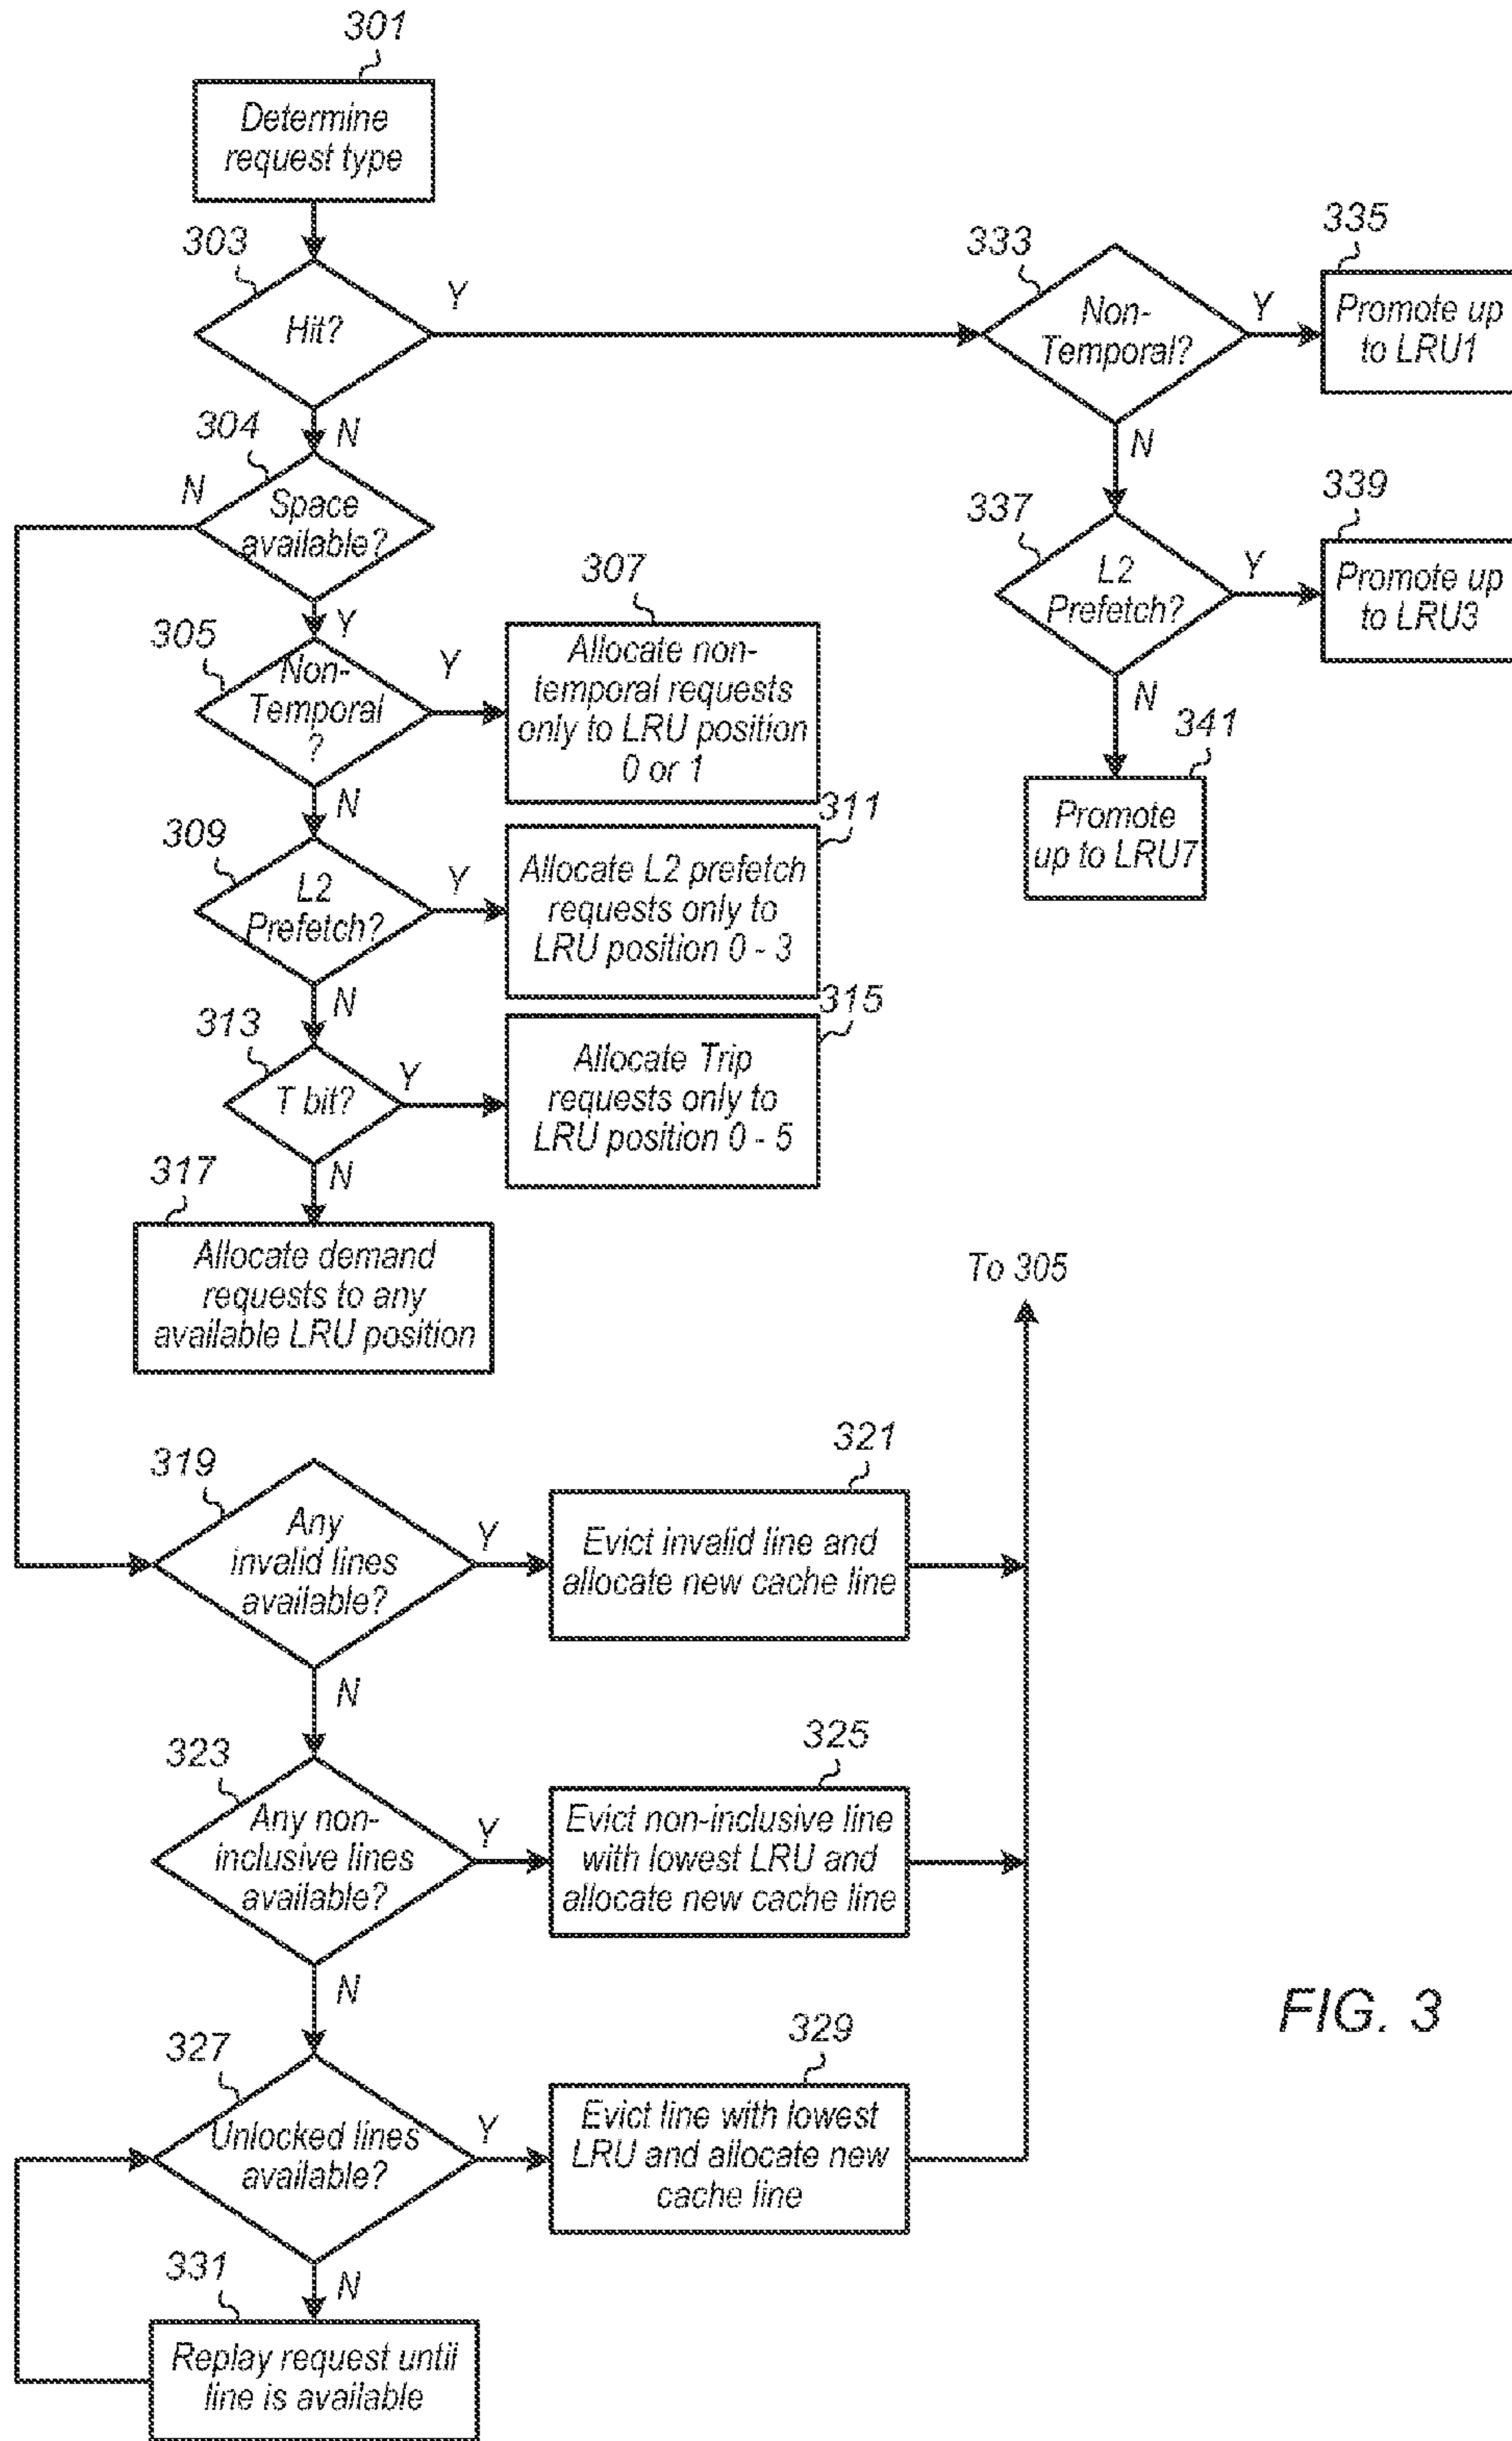 301
Determine
request type
303
Hit?
Y
N
333
Non-
Temporal?
Y
N
335
Promote up
to LRU1
304
Space
available?
N
Y
337
L2
Prefetch?
Y
N
339
Promote up
to LRU3
341
Promote
up to LRU7
305
Non-
Temporal
?
Y
N
307
Allocate non-
temporal requests
only to LRU position
0 or 1
309
L2
Prefetch?
Y
N
311
Allocate L2 prefetch
requests only to
LRU position 0 - 3
313
T bit?
Y
N
315
Allocate Trip
requests only to
LRU position 0 - 5
317
Allocate demand
requests to any
available LRU position
To 305
319
Any
invalid lines
available?
Y
N
321
Evict invalid line and
allocate new cache line
323
Any non-
inclusive lines
available?
Y
N
325
Evict non-inclusive line
with lowest LRU and
allocate new cache line
327
Unlocked lines
available?
Y
N
329
Evict line with lowest
LRU and allocate new
cache line
331
Replay request until
line is available
FIG. 3